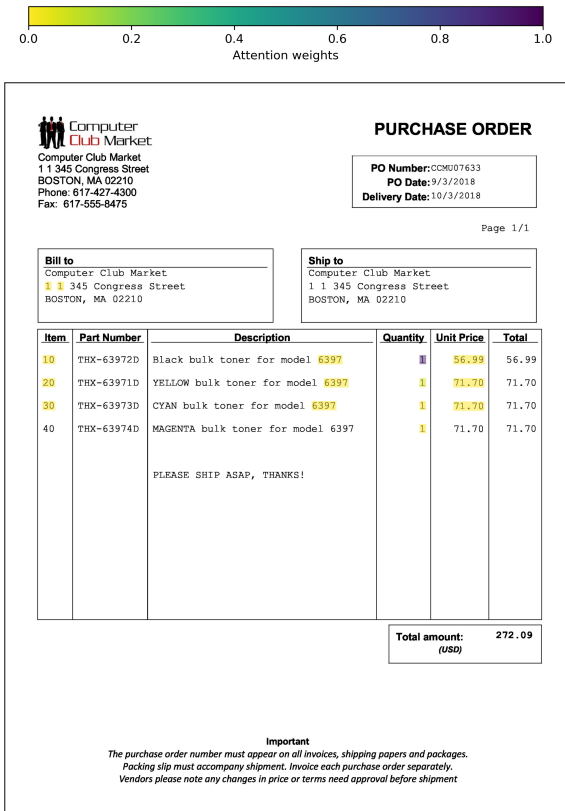 0.0 0.2 0.4 0.6 0.8 1.0
Attention weights
Computer
Club Market
PURCHASE ORDER
Computer Club Market
1 1 345 Congress Street
BOSTON, MA 02210
Phone: 617-427-4300
Fax: 617-555-8475
PO Number: CCMU07633
PO Date: 9/3/2018
Delivery Date: 10/3/2018
Page 1/1
Bill to
Computer Club Market
1 1 345 Congress Street
BOSTON, MA 02210
Ship to
Computer Club Market
1 1 345 Congress Street
BOSTON, MA 02210
Item Part Number Description Quantity Unit Price Total
10 THX-63972D Black bulk toner for model 6397 1 56.99 56.99
20 THX-63971D YELLOW bulk toner for model 6397 1 71.70 71.70
30 THX-63973D CYAN bulk toner for model 6397 1 71.70 71.70
40 THX-63974D MAGENTA bulk toner for model 6397 1 71.70 71.70
PLEASE SHIP ASAP, THANKS!
Total amount: 272.09
(USD)
Important
The purchase order number must appear on all invoices, shipping papers and packages.
Packing slip must accompany shipment. Invoice each purchase order separately.
Vendors please note any changes in price or terms need approval before shipment